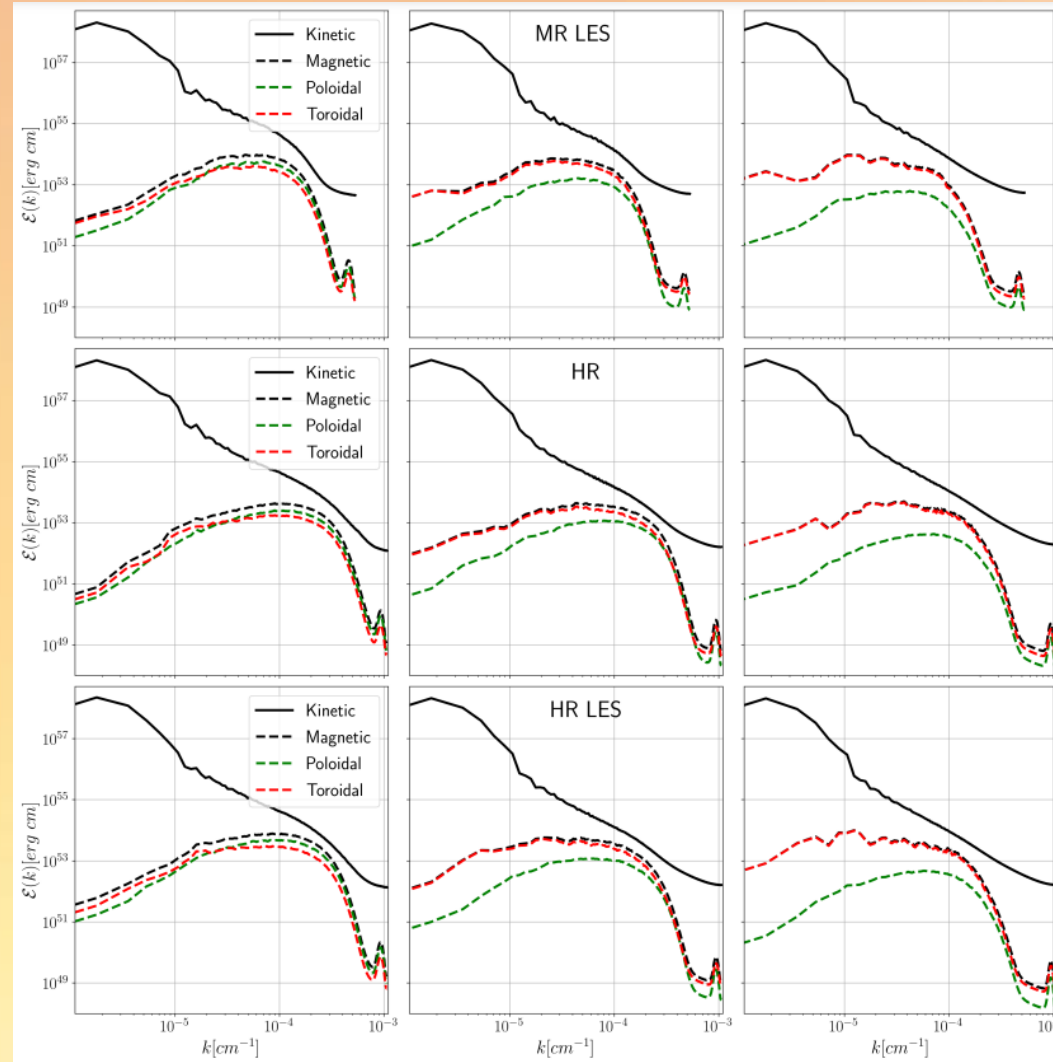 MR LES
Kinetic
Magnetic
Poloidal
Toroidal
10^57
10^55
10^53
10^51
10^49
ℰ(k)[erg cm]
HR
Kinetic
Magnetic
Poloidal
Toroidal
10^57
10^55
10^53
10^51
10^49
ℰ(k)[erg cm]
HR LES
Kinetic
Magnetic
Poloidal
Toroidal
10^57
10^55
10^53
10^51
10^49
ℰ(k)[erg cm]
10^−5 10^−4 10^−3
10^−5 10^−4 10^−3
10^−5 10^−4
k[cm^−1] k[cm^−1] k[cm^−1]